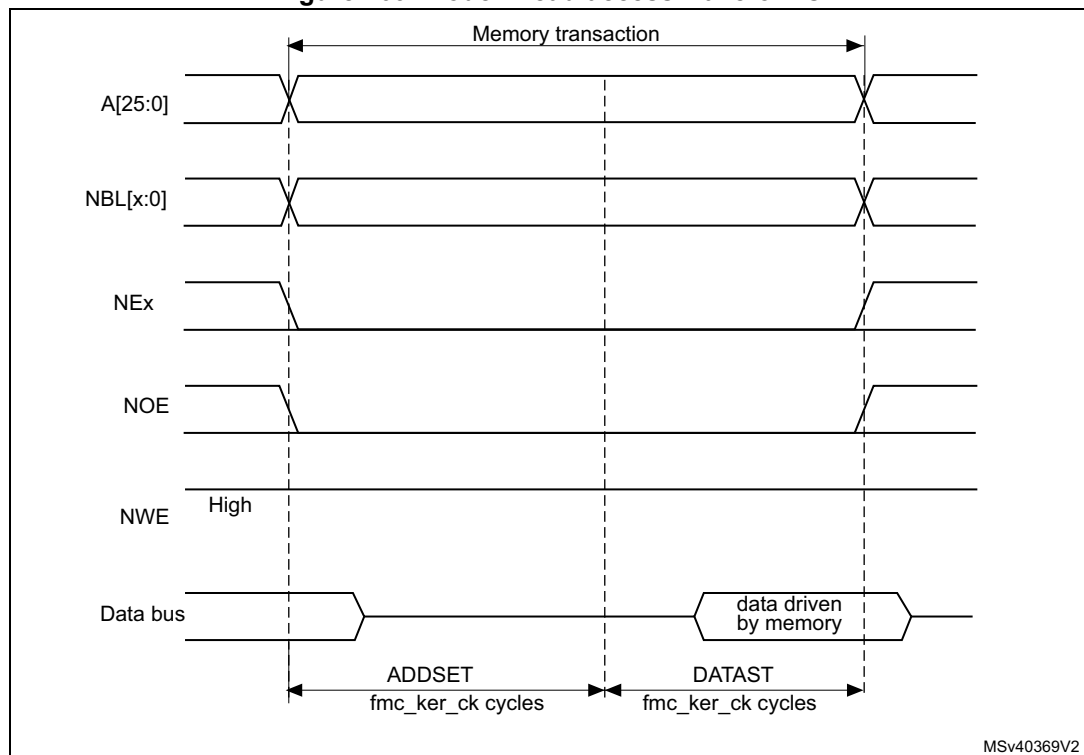 Memory transaction
A[25:0]
NBL[x:0]
NEx
NOE
High
NWE
Data bus
data driven
by memory
ADDSET
DATAST
fmc_ker_ck cycles
fmc_ker_ck cycles
MSv40369V2